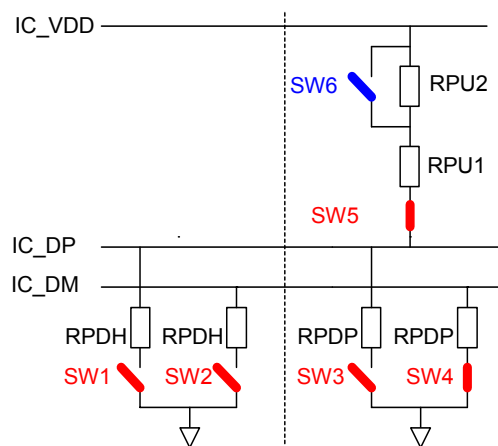 IC_VDD
SW6
RPU2
RPU1
SW5
IC_DP
IC_DM
RPDH RPDH RPDP RPDP
SW1 SW2 SW3 SW4